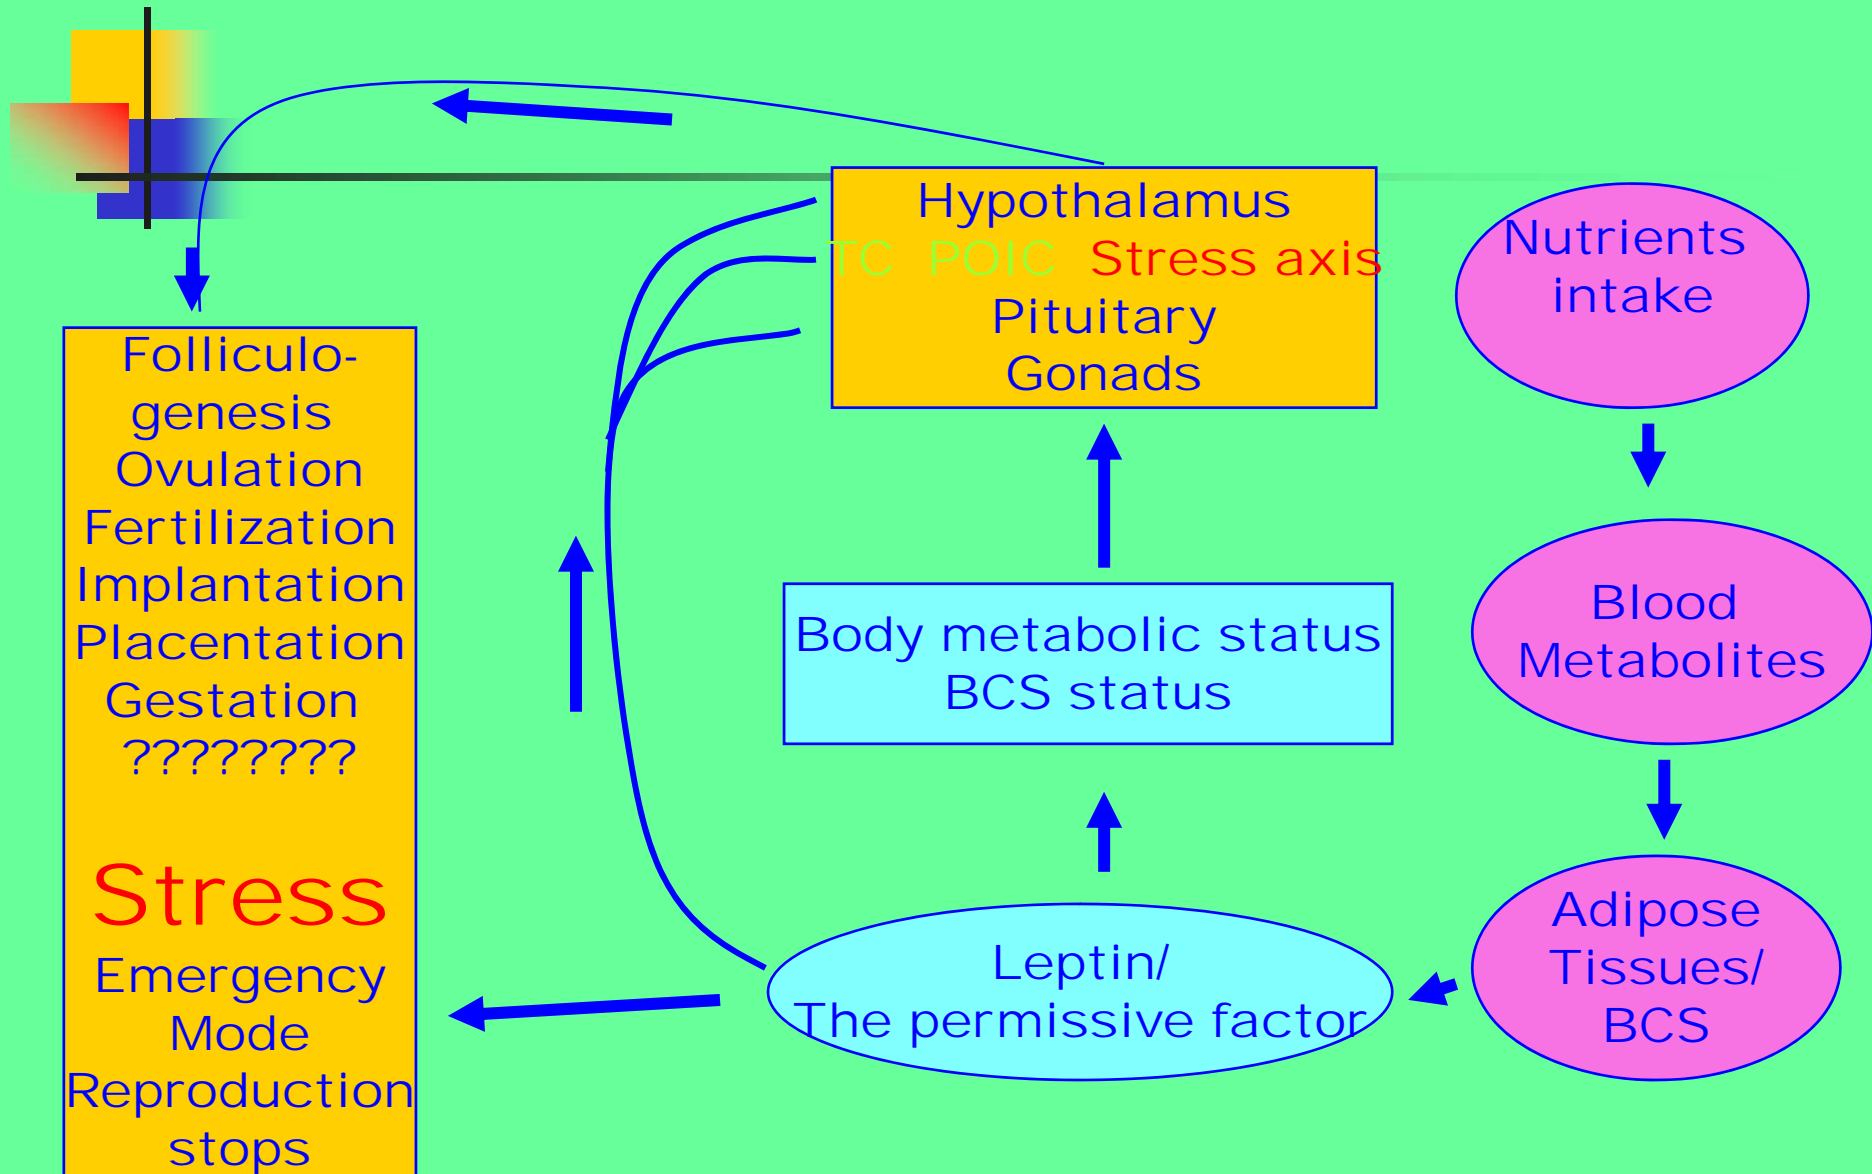 Hypothalamus
TC POIC Stress axis
Pituitary
Gonads
Nutrients
intake
Folliculo-
genesis
Ovulation
Fertilization
Implantation
Placentation
Gestation
????????
Stress
Emergency
Mode
Reproduction
stops
Body metabolic status
BCS status
Blood
Metabolites
Leptin/
The permissive factor
Adipose
Tissues/
BCS